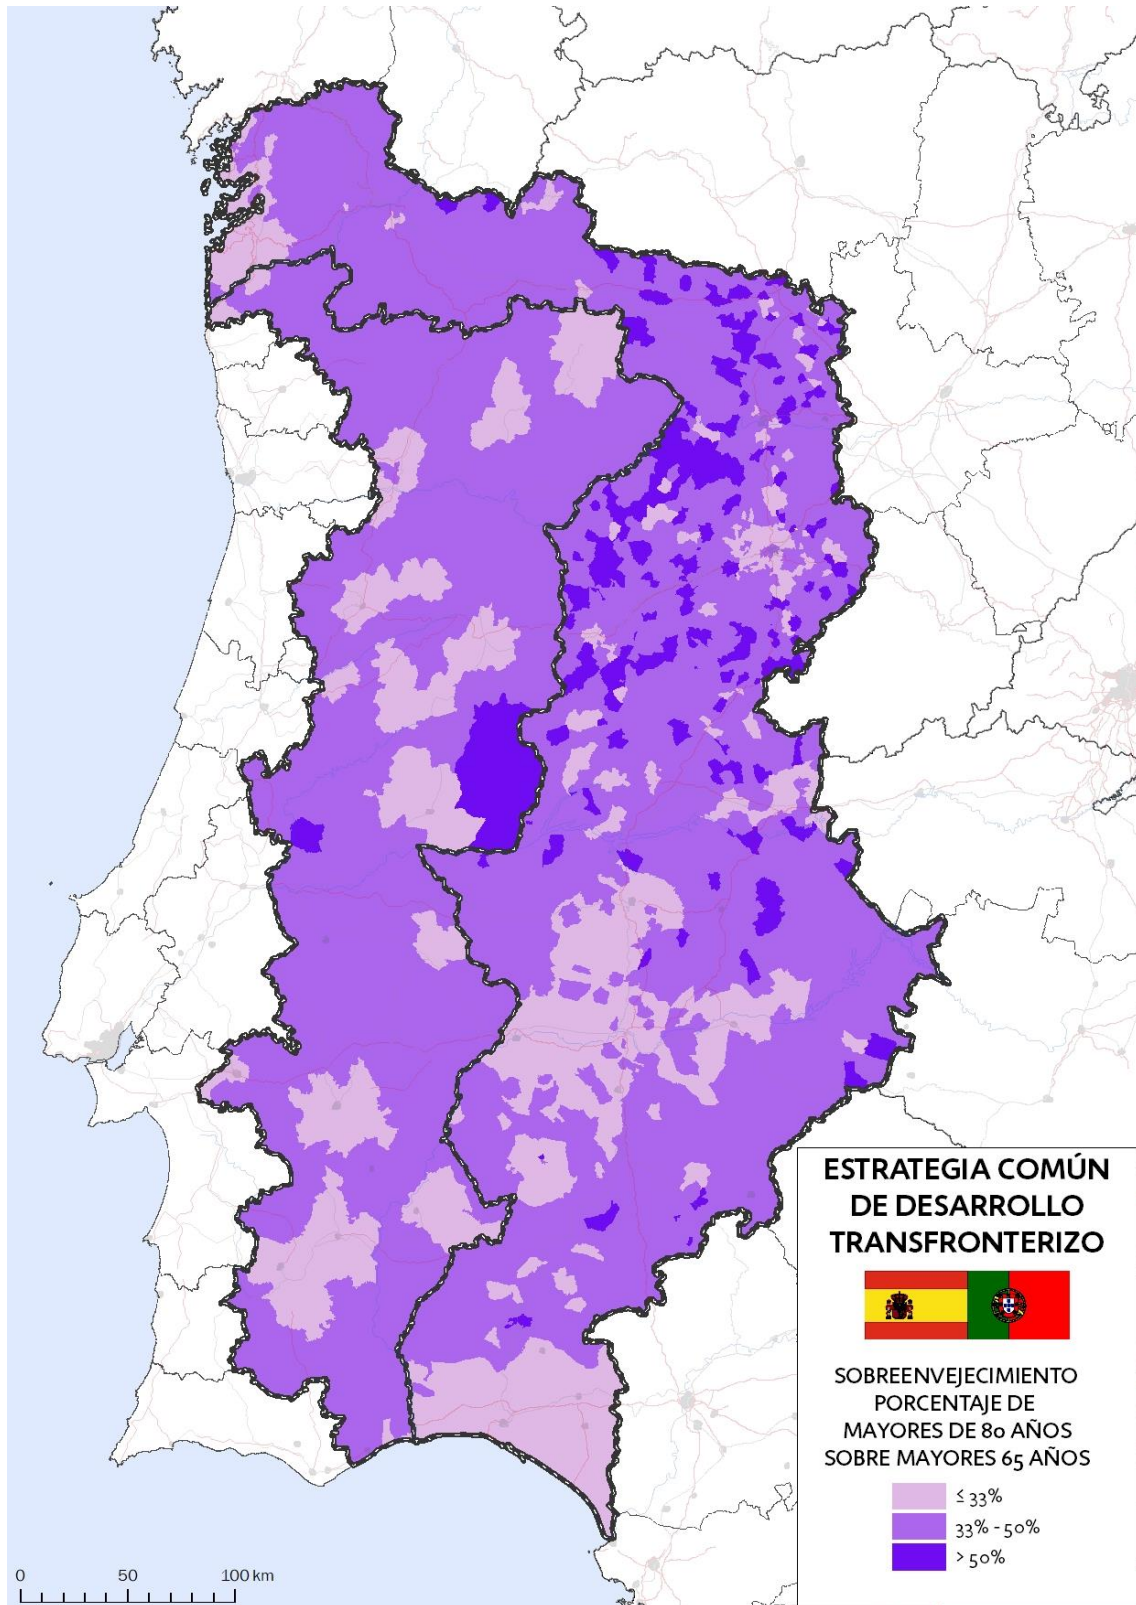 ESTRATEGIA COMÚN
DE DESARROLLO
TRANSFRONTERIZO
SOBREENVEJECIMIENTO
PORCENTAJE DE
MAYORES DE 80 AÑOS
SOBRE MAYORES 65 AÑOS
≤ 33%
33% - 50%
> 50%
0 50 100 km